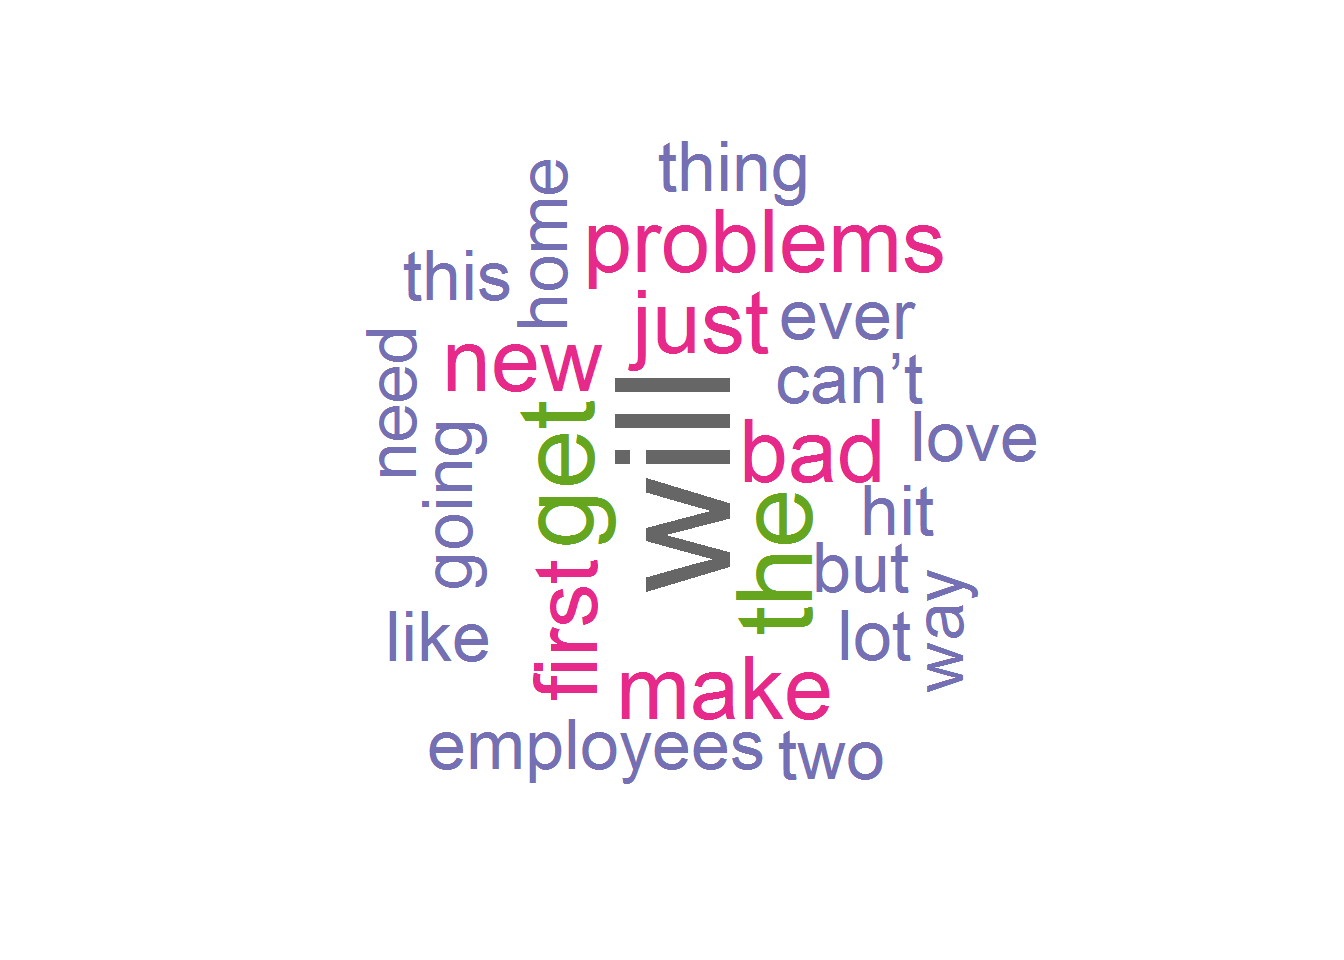 thing
home
problems
this
just
ever
need
new
can’t
get
will
bad
love
going
the
hit
but
first
way
like
lot
make
employees
two